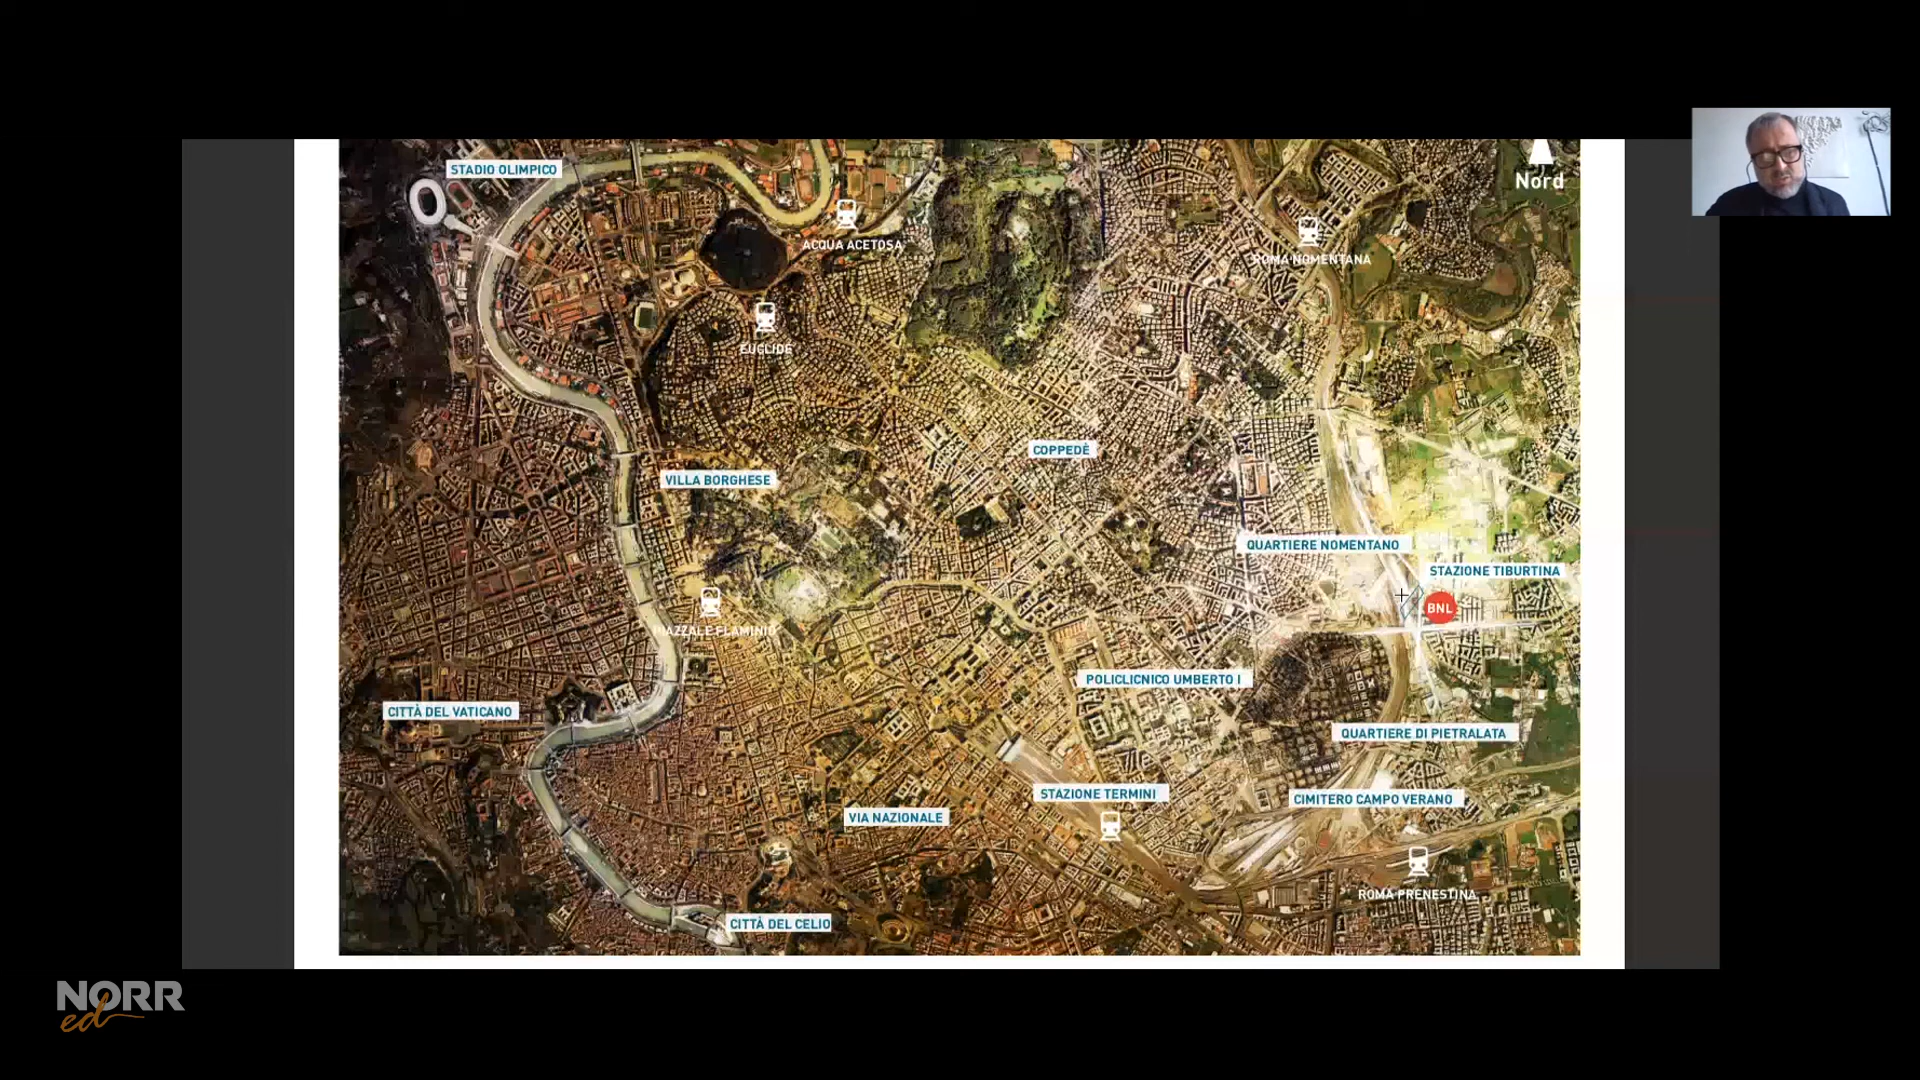 STADIO OLIMPICO
Nord
ACQUA ACETOSA
ROMA NOMENTANA
EUCLIDE
COPPEDÈ
VILLA BORGHESE
QUARTIERE NOMENTANO
STAZIONE TIBURTINA
BNL
PIAZZALE FLAMINIO
POLICLICNICO UMBERTO I
CITTÀ DEL VATICANO
QUARTIERE DI PIETRALATA
STAZIONE TERMINI
CIMITERO CAMPO VERANO
VIA NAZIONALE
ROMA PRENESTINA
CITTÀ DEL CELIO
NORR
ed